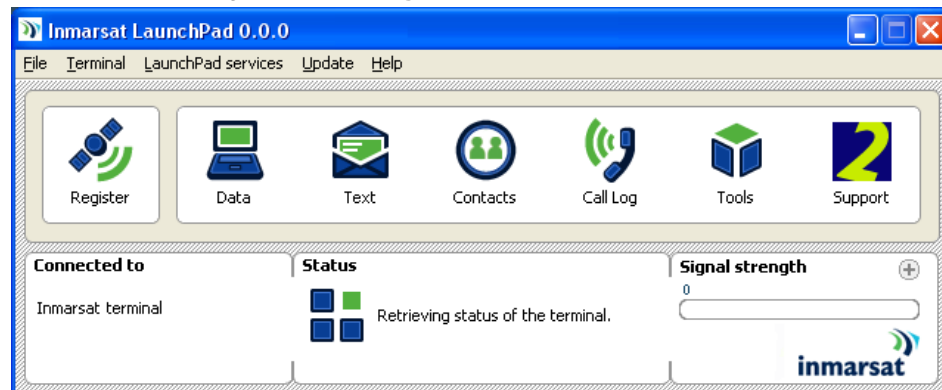 Inmarsat LaunchPad 0.0.0
File Terminal LaunchPad services Update Help
Register Data Text Contacts Call Log Tools Support
Connected to Status Signal strength
0
Inmarsat terminal Retrieving status of the terminal.
inmarsat